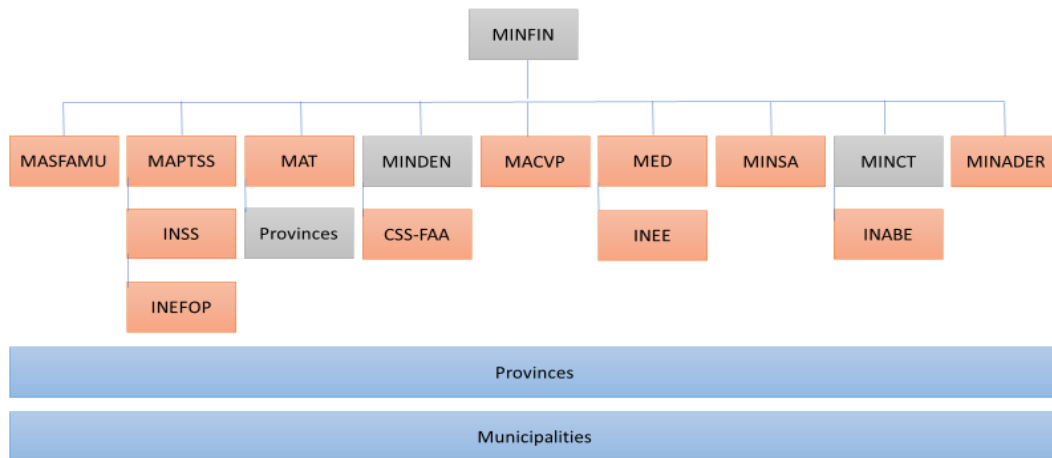 MINFIN
MASFAMU
MAPTSS
MAT
MINDEN
MACVP
MED
MINSA
MINCT
MINADER
INSS
Provinces
CSS-FAA
INEE
INABE
INEFOP
Provinces
Municipalities